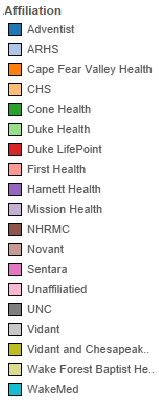 Affiliation
Adventist
ARHS
Cape Fear Valley Health
CHS
Cone Health
Duke Health
Duke LifePoint
First Health
Harnett Health
Mission Health
NHRMC
Novant
Sentara
Unaffiliatied
UNC
Vidant
Vidant and Chesapeak..
Wake Forest Baptist He..
WakeMed